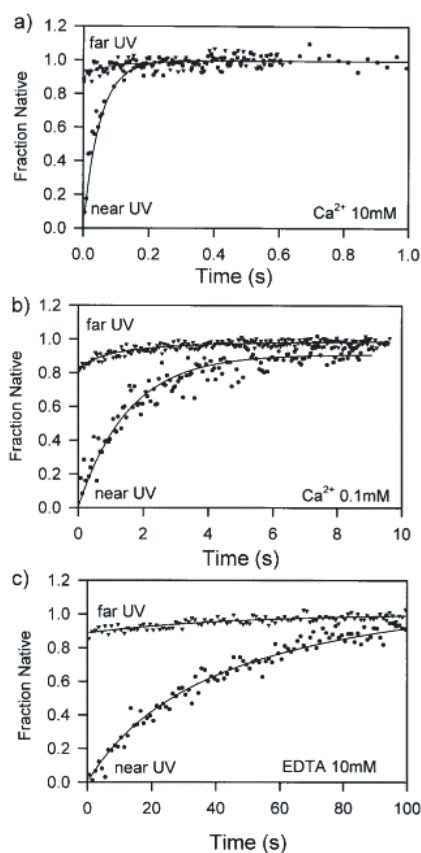 a)
1.2
1.0
0.8
0.6
0.4
0.2
0.0
Fraction Native
far UV
near UV
Ca²⁺ 10mM
0.0 0.2 0.4 0.6 0.8 1.0
Time (s)
b)
1.2
1.0
0.8
0.6
0.4
0.2
0.0
Fraction Native
far UV
near UV
Ca²⁺ 0.1mM
0 2 4 6 8 10
Time (s)
c)
1.2
1.0
0.8
0.6
0.4
0.2
0.0
Fraction Native
far UV
near UV
EDTA 10mM
0 20 40 60 80 100
Time (s)